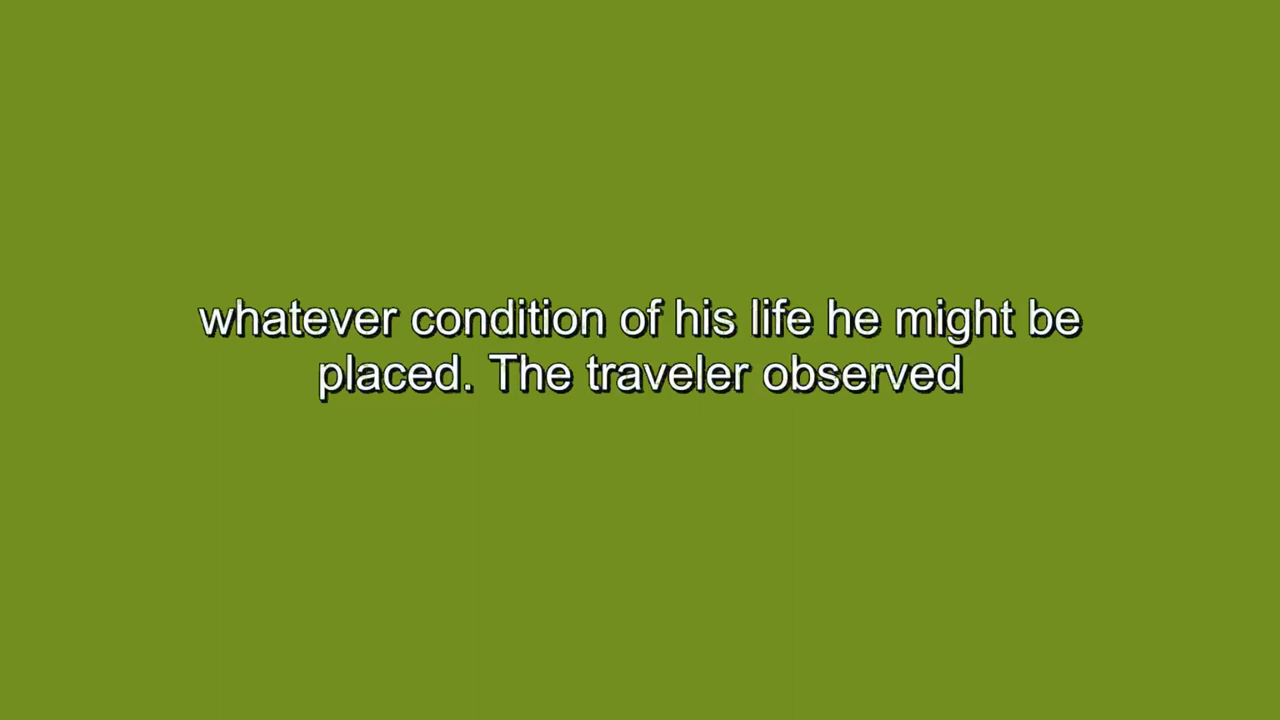 whatever condition of his life he might be
placed. The traveler observed